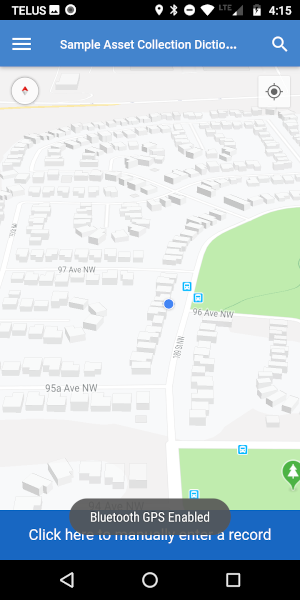 TELUS
LTE
4:15
Sample Asset Collection Dictio...
97 Ave NW
96 Ave NW
95a Ave NW
Bluetooth GPS Enabled
Click here to manually enter a record